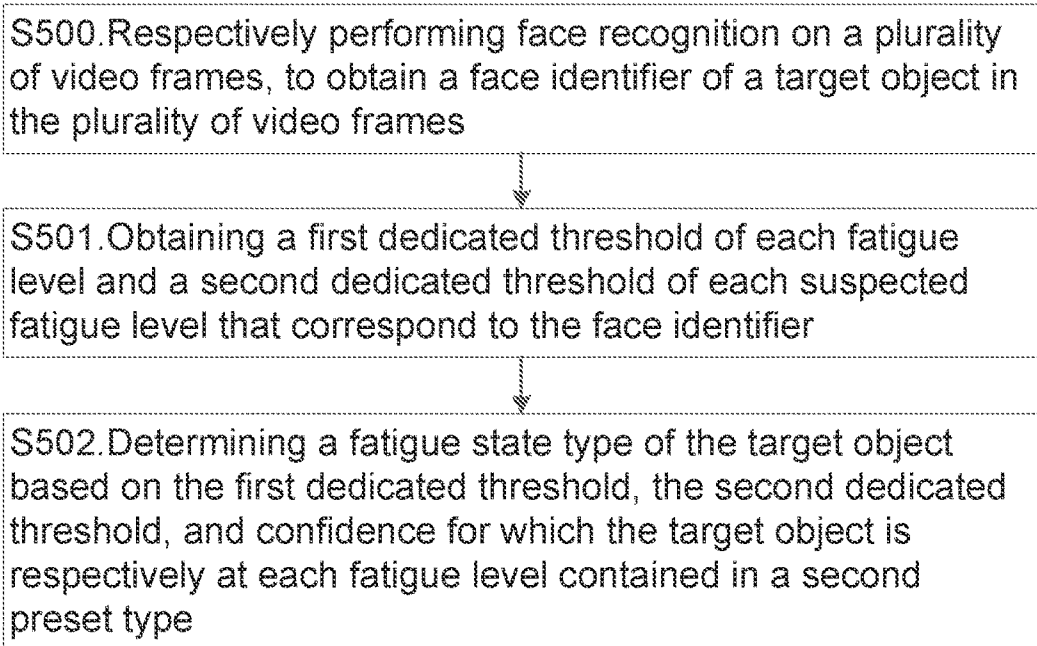 S500.Respectively performing face recognition on a plurality
of video frames, to obtain a face identifier of a target object in
the plurality of video frames
S501.Obtaining a first dedicated threshold of each fatigue
level and a second dedicated threshold of each suspected
fatigue level that correspond to the face identifier
S502.Determining a fatigue state type of the target object
based on the first dedicated threshold, the second dedicated
threshold, and confidence for which the target object is
respectively at each fatigue level contained in a second
preset type